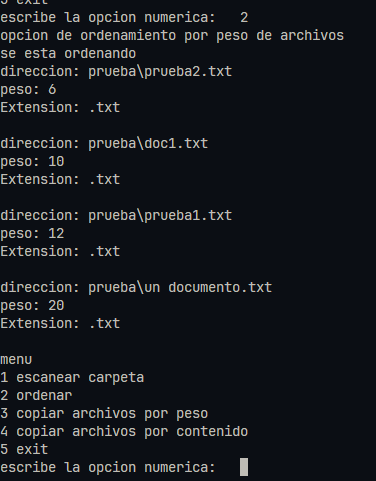 5 exit
escribe la opcion numerica:   2
opcion de ordenamiento por peso de archivos
se esta ordenando
direccion: prueba\prueba2.txt
peso: 6
Extension: .txt
direccion: prueba\doc1.txt
peso: 10
Extension: .txt
direccion: prueba\prueba1.txt
peso: 12
Extension: .txt
direccion: prueba\un documento.txt
peso: 20
Extension: .txt
menu
1 escanear carpeta
2 ordenar
3 copiar archivos por peso
4 copiar archivos por contenido
5 exit
escribe la opcion numerica: